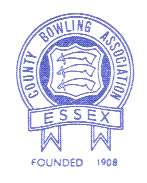 COUNTY BOWLING ASSOCIATION
ESSEX
FOUNDED 1908